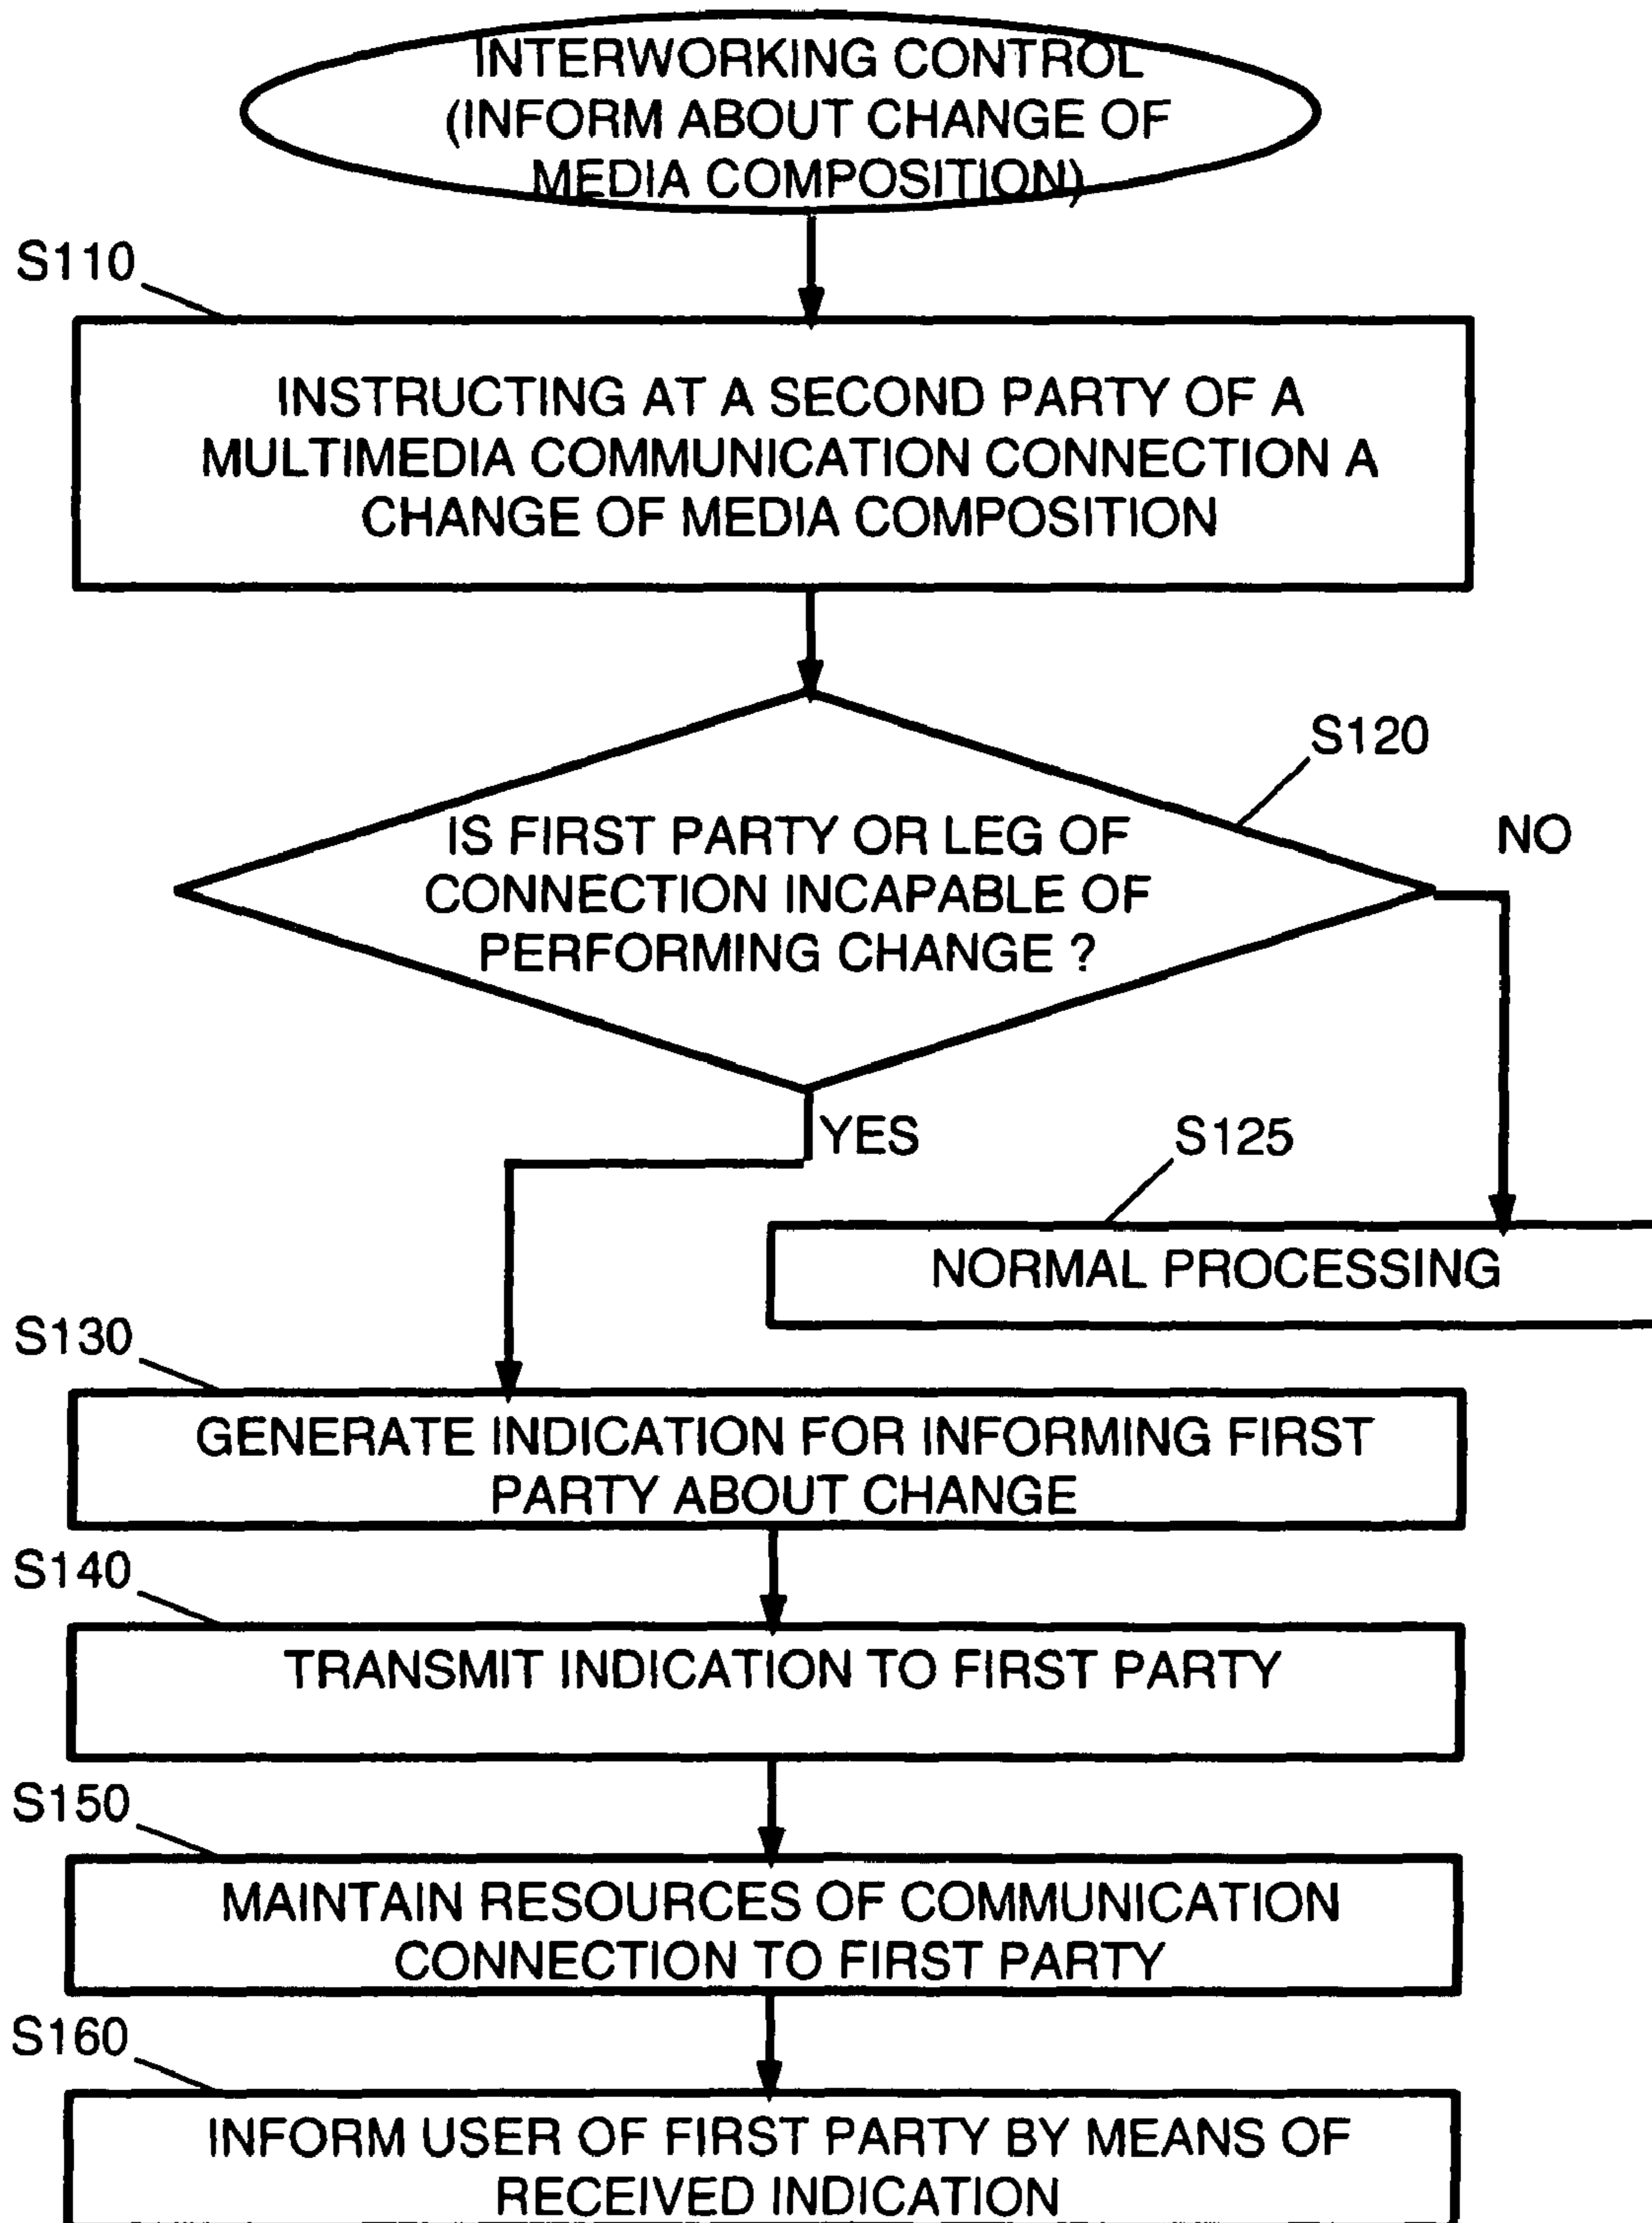 INTERWORKING CONTROL
(INFORM ABOUT CHANGE OF
MEDIA COMPOSITION)
S110
INSTRUCTING AT A SECOND PARTY OF A
MULTIMEDIA COMMUNICATION CONNECTION A
CHANGE OF MEDIA COMPOSITION
S120
IS FIRST PARTY OR LEG OF
CONNECTION INCAPABLE OF
PERFORMING CHANGE ?
NO
YES
S125
NORMAL PROCESSING
S130
GENERATE INDICATION FOR INFORMING FIRST
PARTY ABOUT CHANGE
S140
TRANSMIT INDICATION TO FIRST PARTY
S150
MAINTAIN RESOURCES OF COMMUNICATION
CONNECTION TO FIRST PARTY
S160
INFORM USER OF FIRST PARTY BY MEANS OF
RECEIVED INDICATION